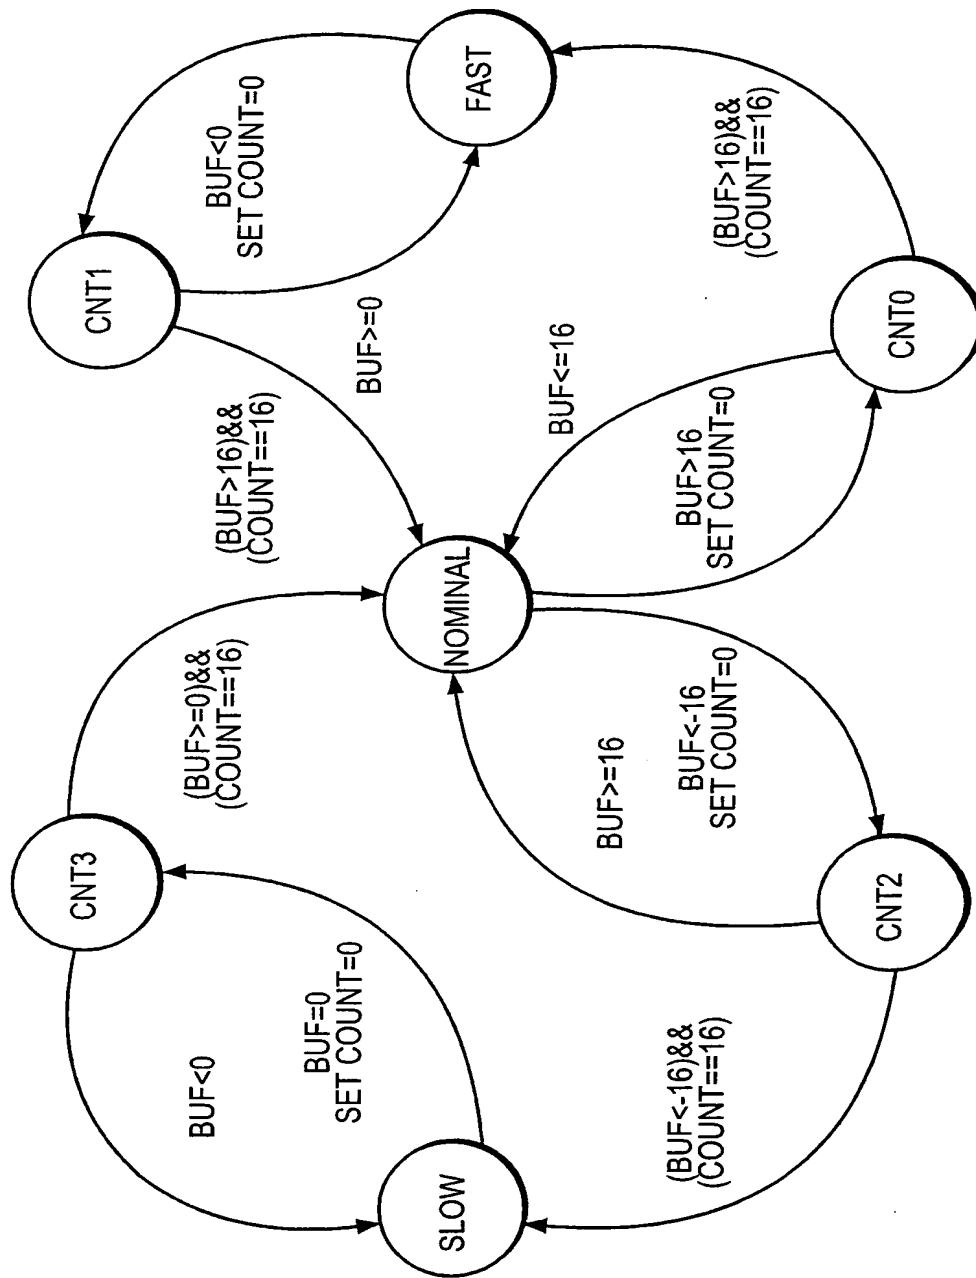 CNT3
CNT1
BUF<0
(BUF>=0)&&
(COUNT==16)
(BUF>16)&&
(COUNT==16)
BUF<0
SET COUNT=0
BUF=0
SET COUNT=0
BUF>=0
SLOW
NOMINAL
FAST
BUF>=16
BUF<=16
(BUF<-16)&&
(COUNT==16)
BUF<-16
SET COUNT=0
BUF>16
SET COUNT=0
(BUF>16)&&
(COUNT==16)
CNT2
CNT0